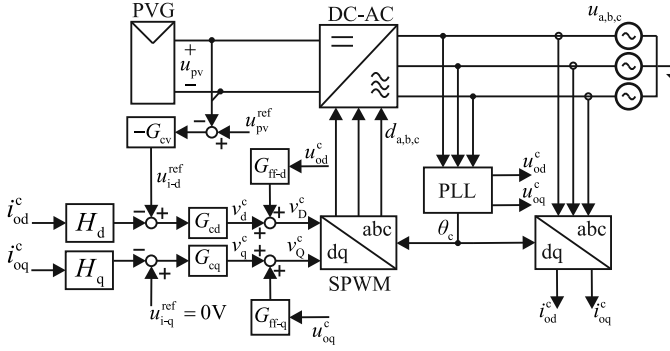 PVG
DC-AC
u_a,b,c
+
u_pv
−
−
+
u_pv^ref
−G_cv
u_i-d^ref
G_ff-d
u_od^c
d_a,b,c
PLL
u_od^c
u_oq^c
i_od^c
H_d
−
+
G_cd
v_d^c
+
+
v_D^c
abc
dq
θ_c
abc
dq
i_oq^c
H_q
−
+
G_cq
v_q^c
+
+
v_Q^c
SPWM
u_i-q^ref = 0V
G_ff-q
u_oq^c
i_od^c
i_oq^c